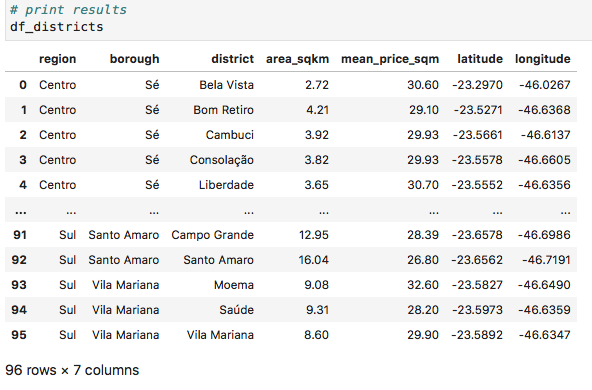 # print results
df_districts
region borough district area_sqkm mean_price_sqm latitude longitude
0 Centro Sé Bela Vista 2.72 30.60 -23.2970 -46.0267
1 Centro Sé Bom Retiro 4.21 29.10 -23.5271 -46.6368
2 Centro Sé Cambuci 3.92 29.93 -23.5661 -46.6137
3 Centro Sé Consolação 3.82 29.93 -23.5578 -46.6605
4 Centro Sé Liberdade 3.65 30.70 -23.5552 -46.6356
... ... ... ... ... ... ... ...
91 Sul Santo Amaro Campo Grande 12.95 28.39 -23.6578 -46.6986
92 Sul Santo Amaro Santo Amaro 16.04 26.80 -23.6562 -46.7191
93 Sul Vila Mariana Moema 9.08 32.60 -23.5827 -46.6490
94 Sul Vila Mariana Saúde 9.31 28.20 -23.5973 -46.6359
95 Sul Vila Mariana Vila Mariana 8.60 29.90 -23.5892 -46.6347
96 rows × 7 columns